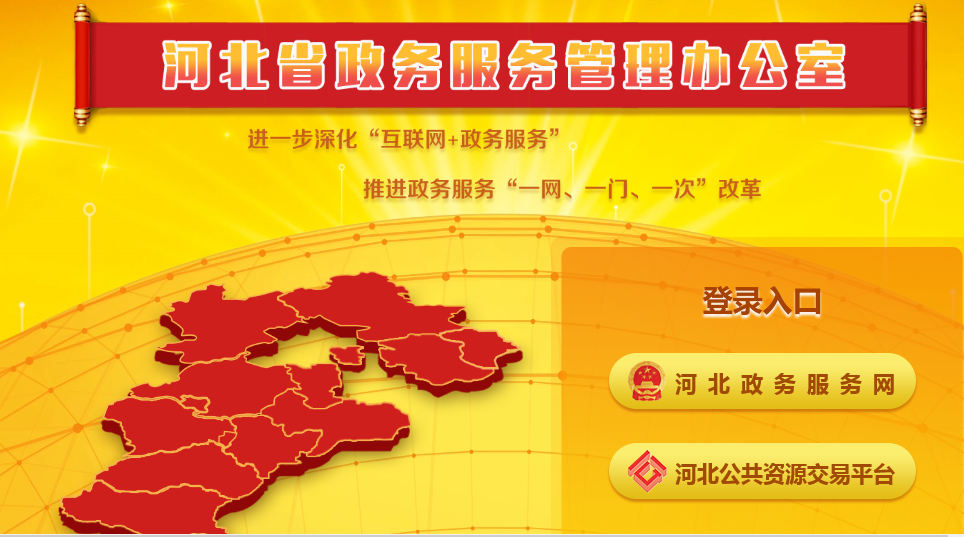 河北省政务服务管理办公室
进一步深化“互联网+政务服务”
推进政务服务“一网、一门、一次”改革
登录入口
河北政务服务网
河北公共资源交易平台